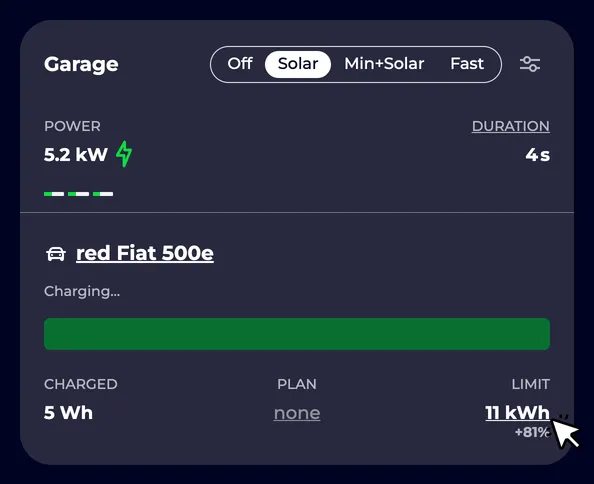 Garage Off Solar Min+Solar Fast
POWER DURATION
5.2 kW 4 s
red Fiat 500e
Charging...
CHARGED PLAN LIMIT
5 Wh none 11 kWh
+81%